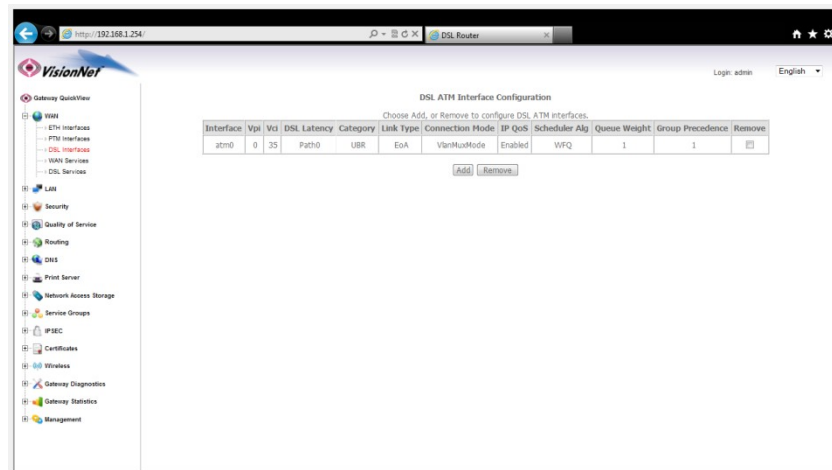 http://192.168.1.254/
DSL Router
VisionNet
Login: admin
English
Gateway QuickView
WAN
ETH Interfaces
PTM Interfaces
DSL Interfaces
WAN Services
DSL Services
LAN
Security
Quality of Service
Routing
DNS
Print Server
Network Access Storage
Service Groups
IPSEC
Certificates
Wireless
Gateway Diagnostics
Gateway Statistics
Management
DSL ATM Interface Configuration
Choose Add, or Remove to configure DSL ATM interfaces.
Interface Vpi Vci DSL Latency Category Link Type Connection Mode IP QoS Scheduler Alg Queue Weight Group Precedence Remove
atm0 0 35 Path0 UBR EoA VlanMuxMode Enabled WFQ 1 1
Add Remove